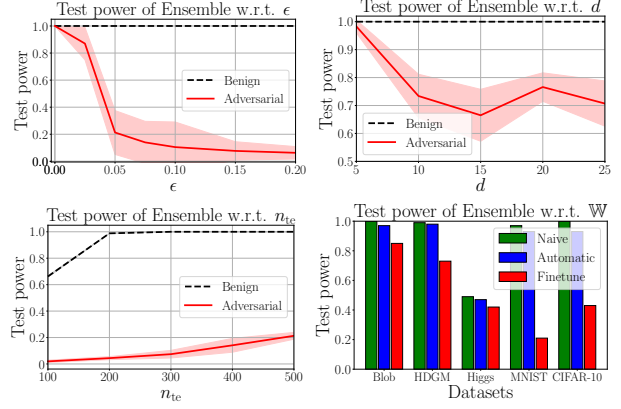 Test power of Ensemble w.r.t. ϵ
Test power
1.0
0.8
0.6
0.4
0.2
0.0
0.00
0.00
0.05
0.10
0.15
0.20
ϵ
Benign
Adversarial
Test power of Ensemble w.r.t. d
Test power
1.0
0.9
0.8
0.7
0.6
0.5
5
10
15
20
25
d
Benign
Adversarial
Test power of Ensemble w.r.t. n_te
Test power
1.0
0.8
0.6
0.4
0.2
0.0
100
200
300
400
500
n_te
Benign
Adversarial
Test power of Ensemble w.r.t. 𝕎
Test power
1.0
0.8
0.6
0.4
0.2
0.0
Blob
HDGM
Higgs
MNIST
CIFAR-10
Datasets
Naive
Automatic
Finetune